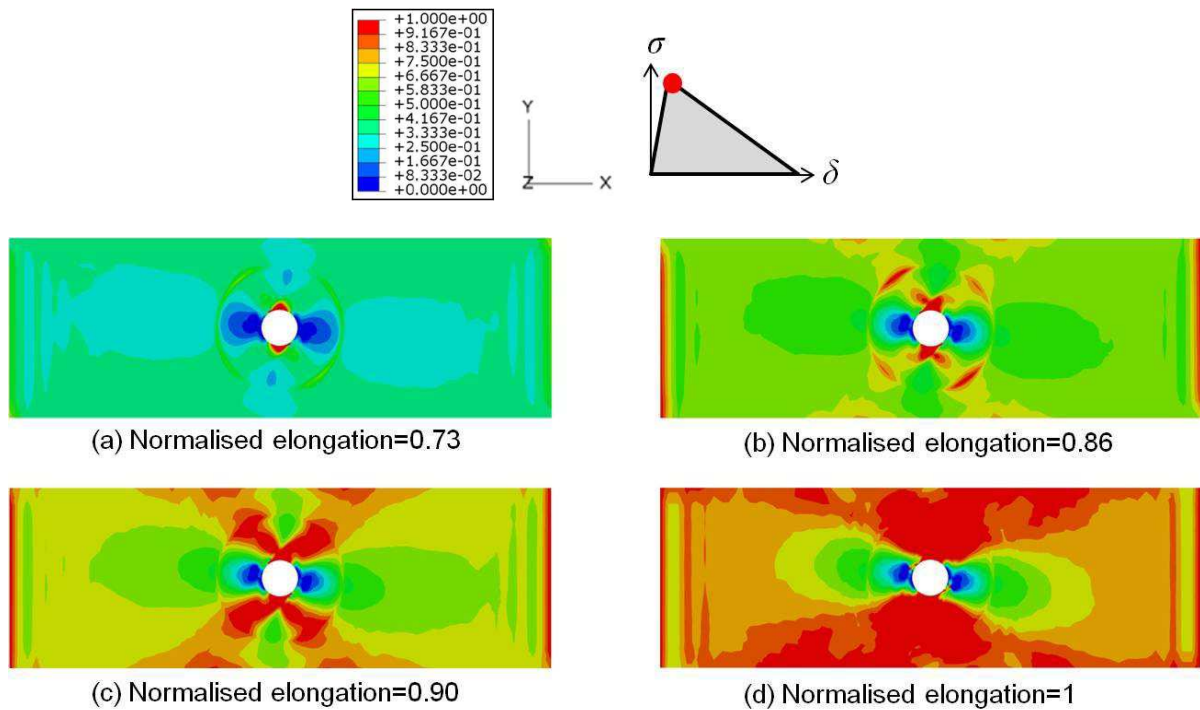 +1.000e+00
+9.167e-01
+8.333e-01
+7.500e-01
+6.667e-01
+5.833e-01
+5.000e-01
+4.167e-01
+3.333e-01
+2.500e-01
+1.667e-01
+8.333e-02
+0.000e+00
Y
Z X
σ
δ
(a) Normalised elongation=0.73
(b) Normalised elongation=0.86
(c) Normalised elongation=0.90
(d) Normalised elongation=1